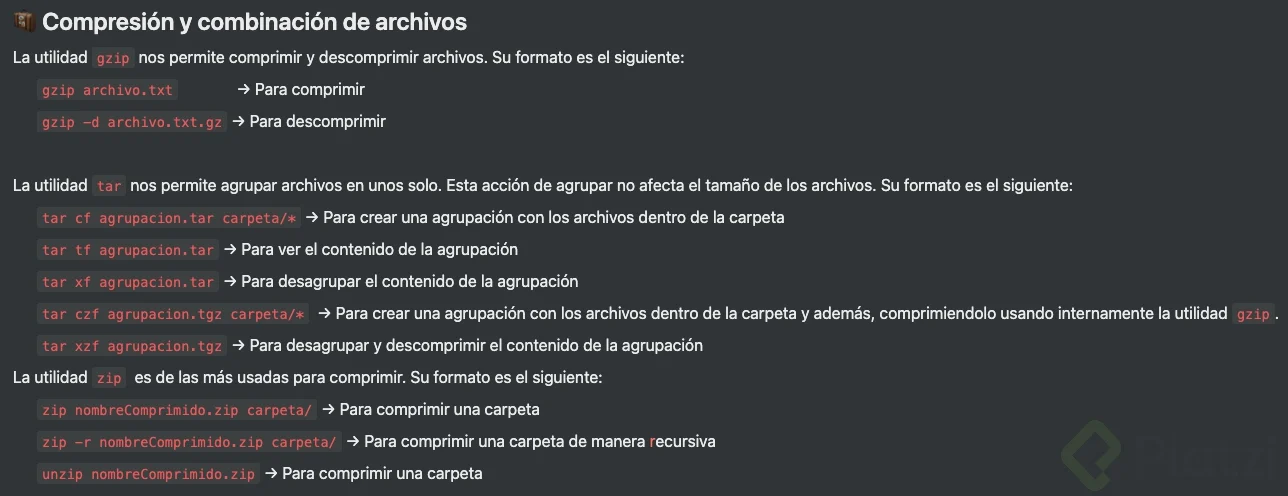 Compresión y combinación de archivos
La utilidad gzip nos permite comprimir y descomprimir archivos. Su formato es el siguiente:
gzip archivo.txt → Para comprimir
gzip -d archivo.txt.gz → Para descomprimir
La utilidad tar nos permite agrupar archivos en unos solo. Esta acción de agrupar no afecta el tamaño de los archivos. Su formato es el siguiente:
tar cf agrupacion.tar carpeta/* → Para crear una agrupación con los archivos dentro de la carpeta
tar tf agrupacion.tar → Para ver el contenido de la agrupación
tar xf agrupacion.tar → Para desagrupar el contenido de la agrupación
tar czf agrupacion.tgz carpeta/* → Para crear una agrupación con los archivos dentro de la carpeta y además, comprimiendolo usando internamente la utilidad gzip.
tar xzf agrupacion.tgz → Para desagrupar y descomprimir el contenido de la agrupación
La utilidad zip es de las más usadas para comprimir. Su formato es el siguiente:
zip nombreComprimido.zip carpeta/ → Para comprimir una carpeta
zip -r nombreComprimido.zip carpeta/ → Para comprimir una carpeta de manera recursiva
unzip nombreComprimido.zip → Para comprimir una carpeta
Platzi